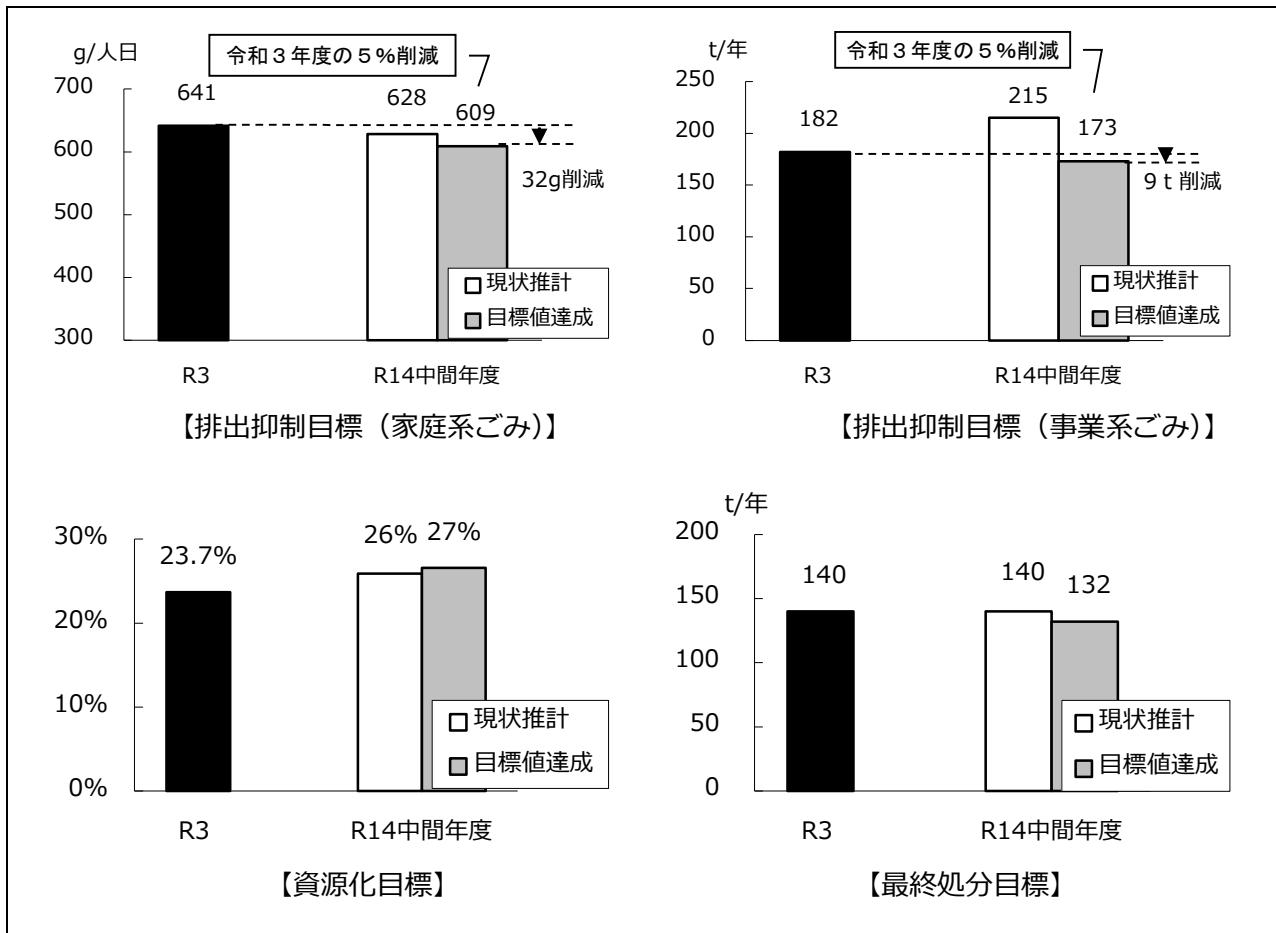 g/人日
令和３年度の５%削減
700
600
500
400
300
641
628
609
32g削減
現状推計
目標値達成
R3
R14中間年度
【排出抑制目標（家庭系ごみ）】
t/年
令和３年度の５%削減
250
200
150
100
50
0
182
215
173
9ｔ削減
現状推計
目標値達成
R3
R14中間年度
【排出抑制目標（事業系ごみ）】
30%
20%
10%
0%
23.7%
26%
27%
現状推計
目標値達成
R3
R14中間年度
【資源化目標】
t/年
200
150
100
50
0
140
140
132
現状推計
目標値達成
R3
R14中間年度
【最終処分目標】